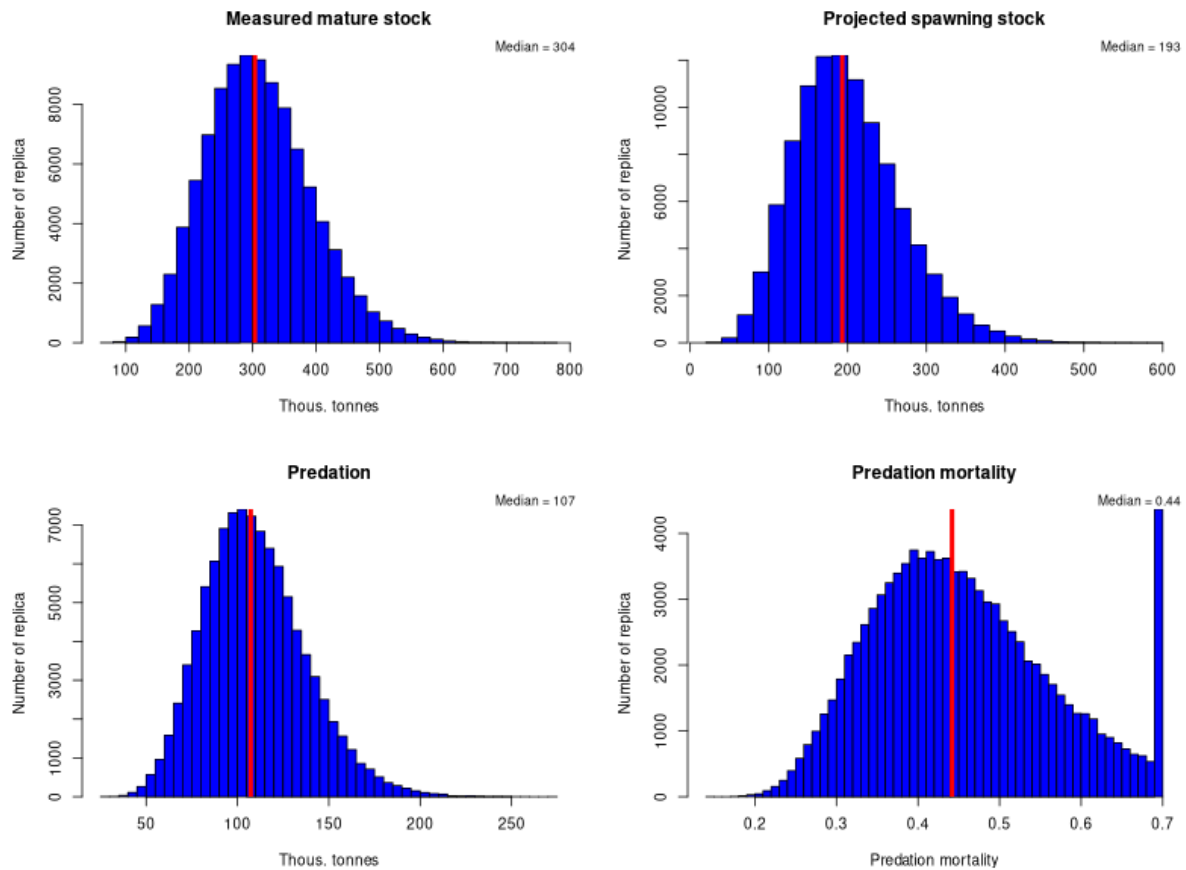 Measured mature stock
Median = 304
Number of replica
0 2000 4000 6000 8000
100 200 300 400 500 600 700 800
Thous. tonnes
Projected spawning stock
Median = 193
Number of replica
0 2000 6000 10000
0 100 200 300 400 500 600
Thous. tonnes
Predation
Median = 107
Number of replica
0 1000 3000 5000 7000
50 100 150 200 250
Thous. tonnes
Predation mortality
Median = 0.44
Number of replica
0 1000 2000 3000 4000
0.2 0.3 0.4 0.5 0.6 0.7
Predation mortality